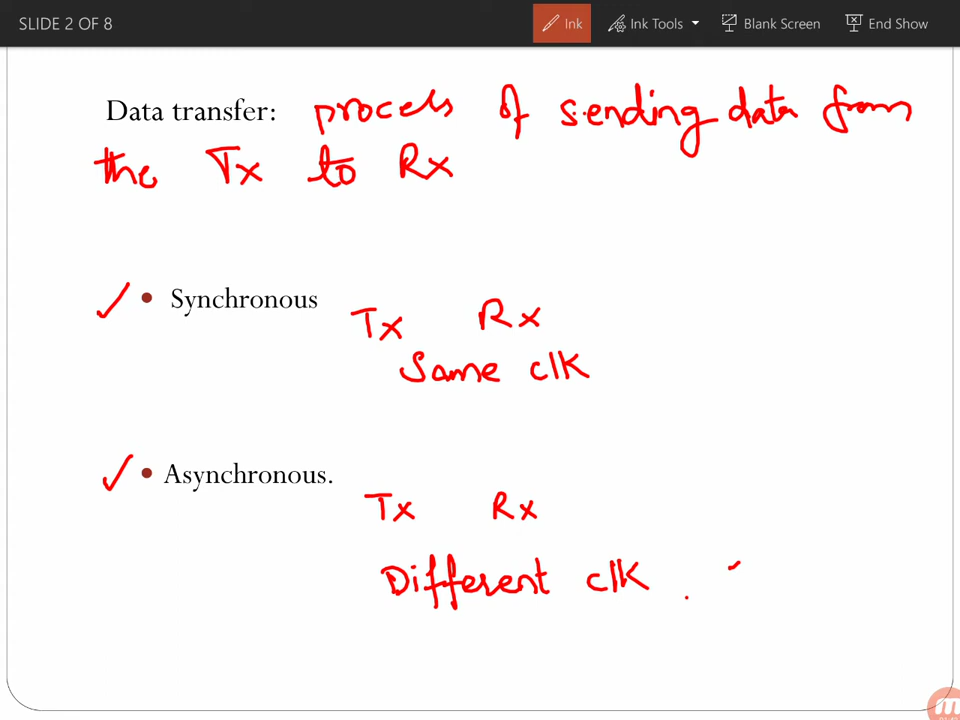 SLIDE 2 OF 8
Ink
Ink Tools
Blank Screen
End Show
Data transfer: process of sending data from
the Tx to Rx
• Synchronous
Tx Rx
Same clk
• Asynchronous.
Tx Rx
Different clk